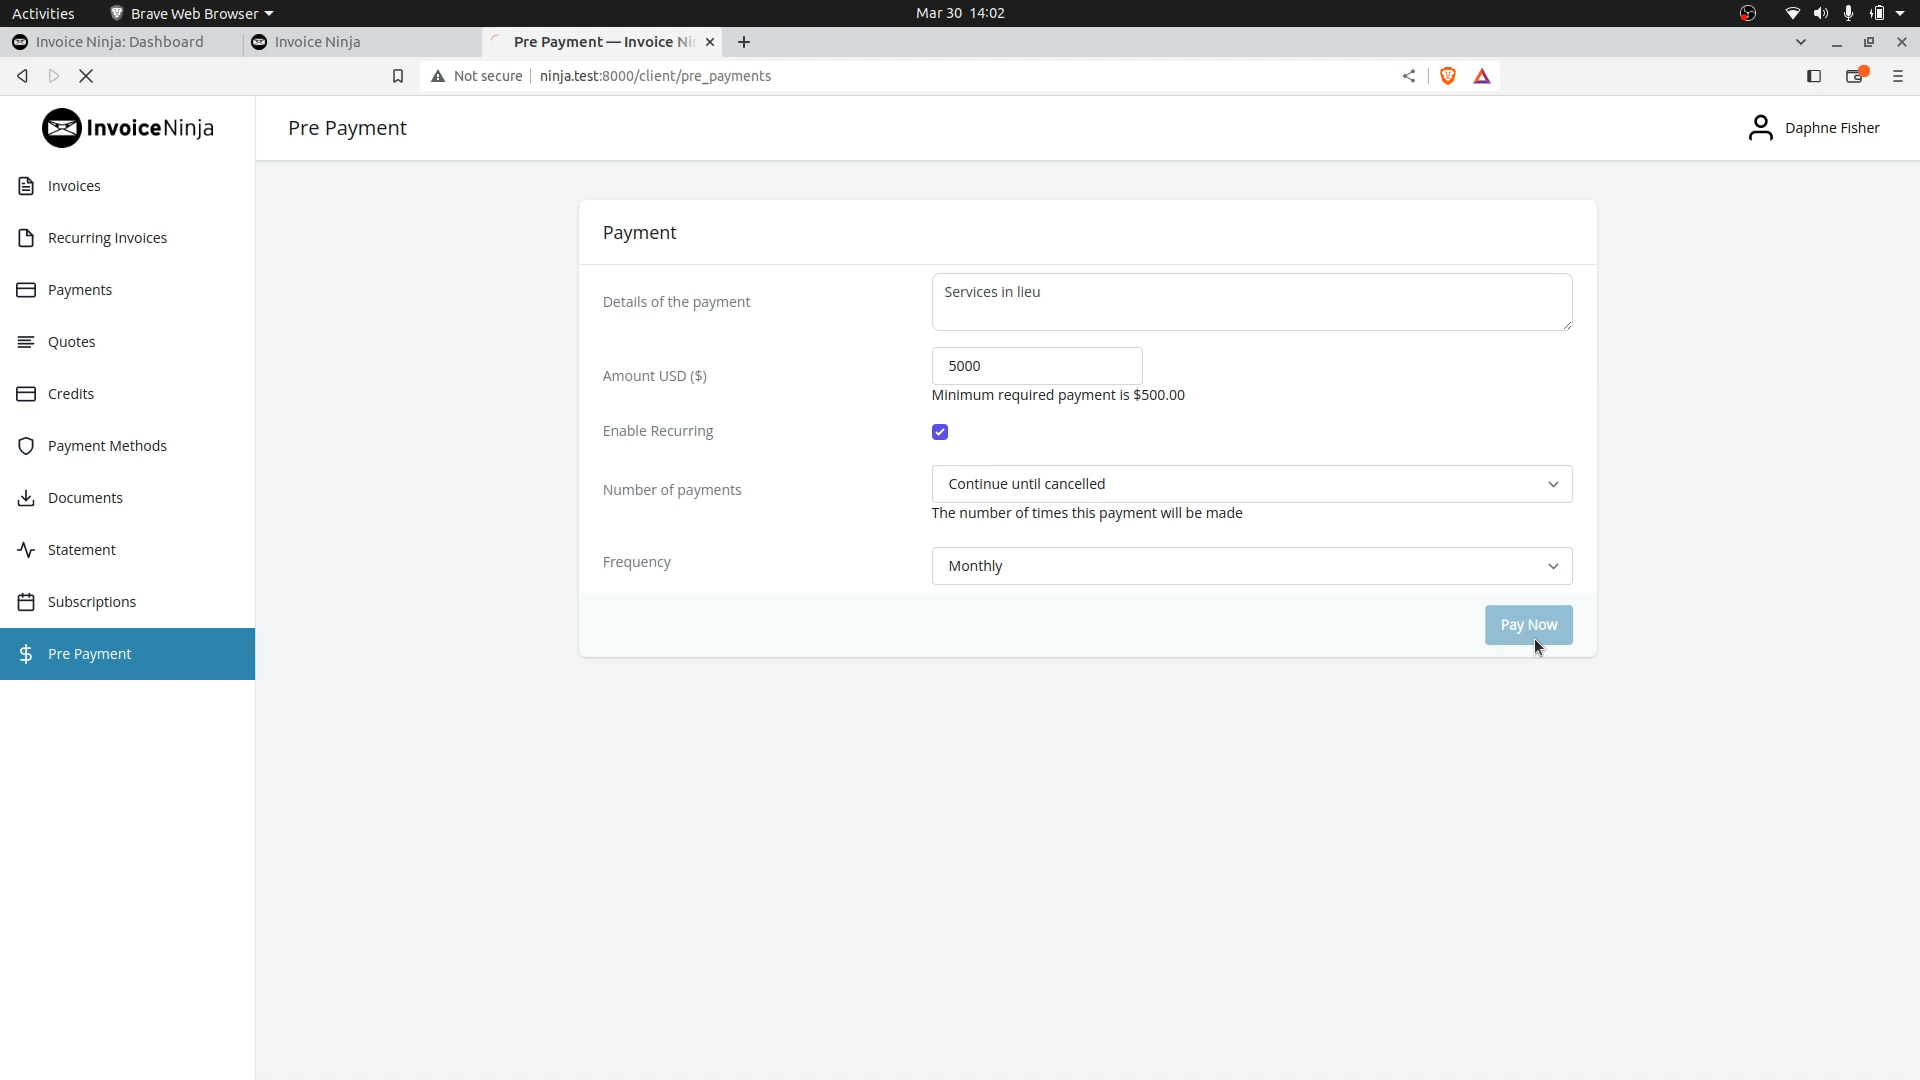 Activities
Brave Web Browser
Mar 30 14:02
Invoice Ninja: Dashboard
Invoice Ninja
Pre Payment — Invoice Ni
Not secure
ninja.test:8000/client/pre_payments
InvoiceNinja
Pre Payment
Daphne Fisher
Invoices
Recurring Invoices
Payments
Quotes
Credits
Payment Methods
Documents
Statement
Subscriptions
Pre Payment
Payment
Details of the payment
Services in lieu
Amount USD ($)
5000
Minimum required payment is $500.00
Enable Recurring
Number of payments
Continue until cancelled
The number of times this payment will be made
Frequency
Monthly
Pay Now